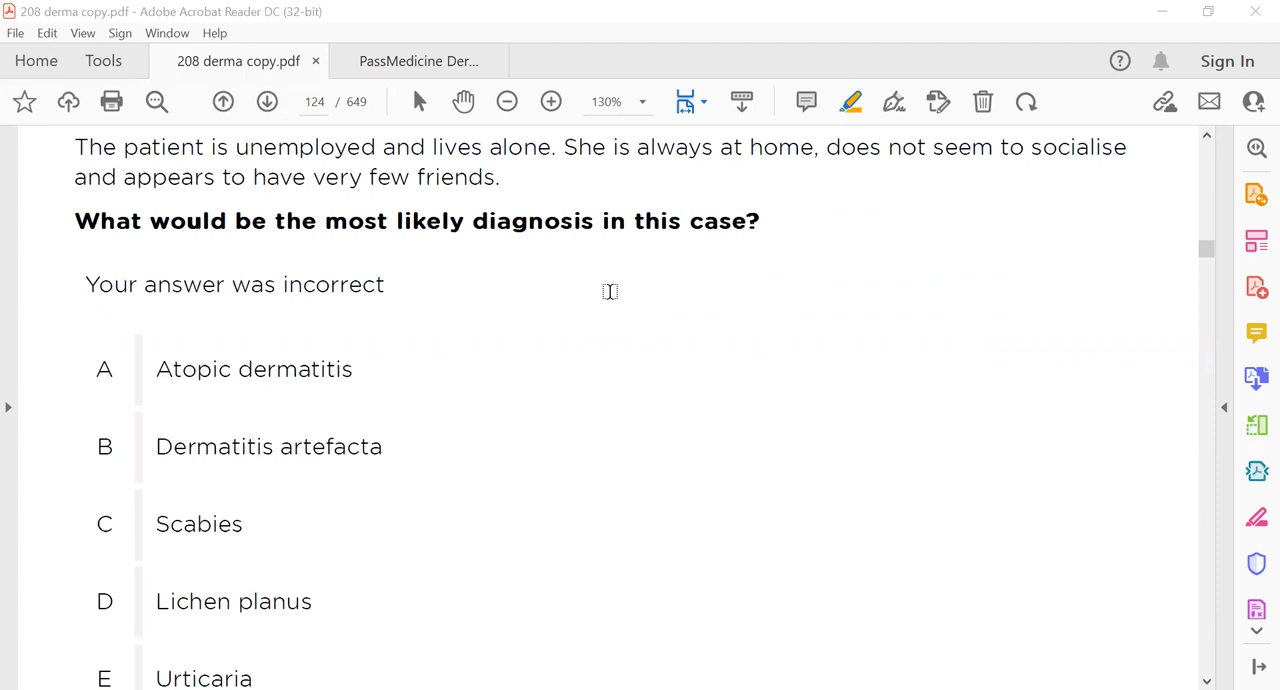 208 derma copy.pdf - Adobe Acrobat Reader DC (32-bit)
File Edit View Sign Window Help
Home Tools 208 derma copy.pdf × PassMedicine Der... Sign In
124 / 649 130%
The patient is unemployed and lives alone. She is always at home, does not seem to socialise
and appears to have very few friends.
What would be the most likely diagnosis in this case?
Your answer was incorrect
A Atopic dermatitis
B Dermatitis artefacta
C Scabies
D Lichen planus
E Urticaria